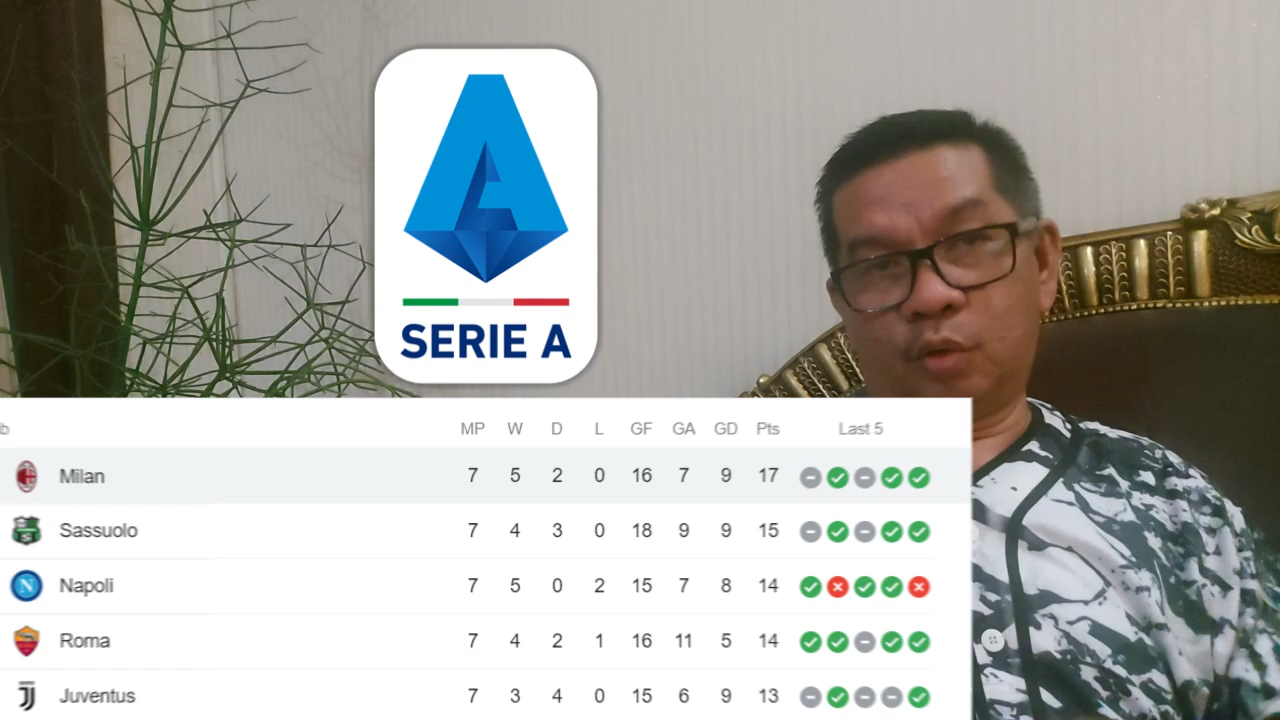 SERIE A
b MP W D L GF GA GD Pts Last 5
Milan 7 5 2 0 16 7 9 17
Sassuolo 7 4 3 0 18 9 9 15
N Napoli 7 5 0 2 15 7 8 14
Roma 7 4 2 1 16 11 5 14
Juventus 7 3 4 0 15 6 9 13